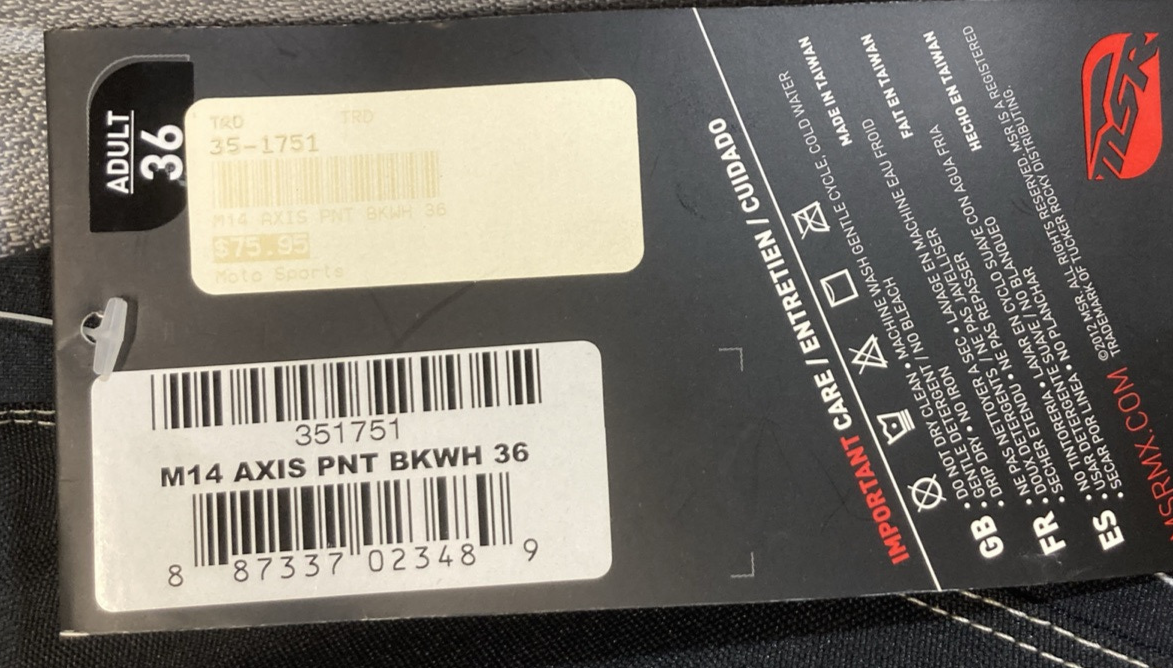 ADULT
36
TRD TRD
35-1751
M14 AXIS PNT BKWH 36
$75.95
Moto Sports
351751
M14 AXIS PNT BKWH 36
8 87337 02348 9
IMPORTANT CARE / ENTRETIEN / CUIDADO
MADE IN TAIWAN
FAIT EN TAIWAN
HECHO EN TAIWAN
GB • DO NOT DRY CLEAN • MACHINE WASH GENTLE CYCLE, COLD WATER
• GENTLE DETERGENT / NO BLEACH
• DRIP DRY • NO IRON
FR • NE PAS NETTOYER A SEC • LAVAGE EN MACHINE EAU FROID
• DOUX DETERGENTS / NE PAS JAVELLISER
• SECHER ETENDU • NE PAS REPASSER
ES • NO TINTORERIA • LAVAR EN CYCLO SUAVE CON AGUA FRIA
• USAR DETERGENTE SUAVE / NO BLANQUEO
• SECAR POR LINEA • NO PLANCHAR
©2012 MSR. ALL RIGHTS RESERVED. MSR IS A REGISTERED
TRADEMARK OF TUCKER ROCKY DISTRIBUTING.
MSR
MSRMX.COM